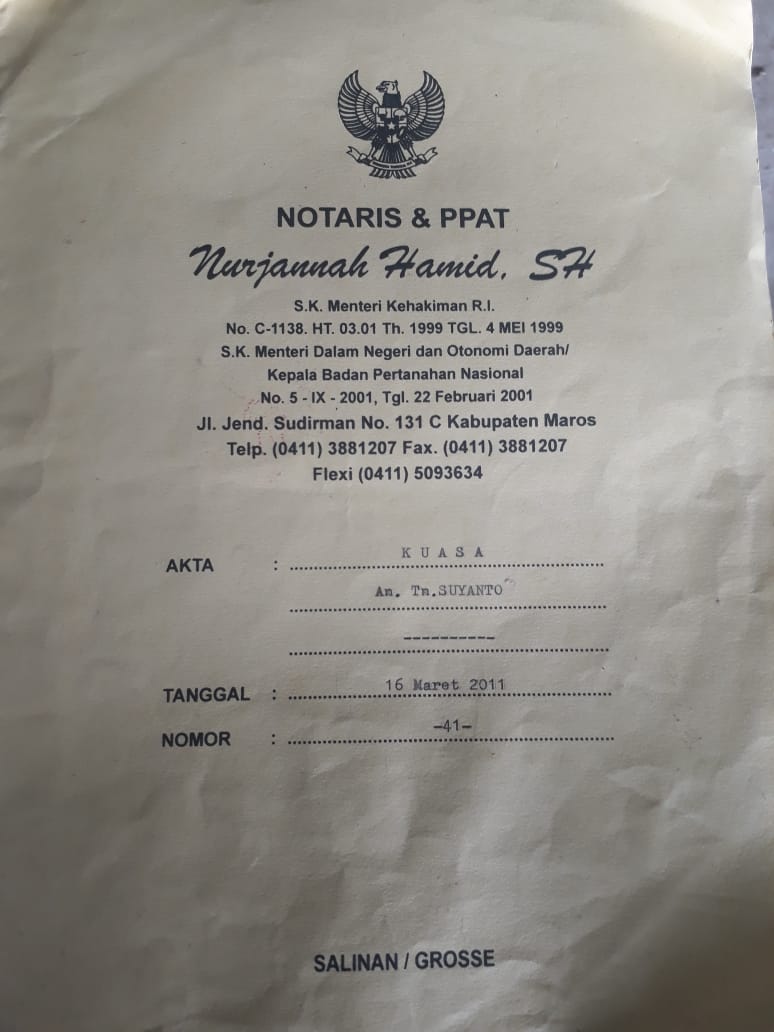 NOTARIS & PPAT
Nurjannah Hamid, SH
S.K. Menteri Kehakiman R.I.
No. C-1138. HT. 03.01 Th. 1999 TGL. 4 MEI 1999
S.K. Menteri Dalam Negeri dan Otonomi Daerah/
Kepala Badan Pertanahan Nasional
No. 5 - IX - 2001, Tgl. 22 Februari 2001
Jl. Jend. Sudirman No. 131 C Kabupaten Maros
Telp. (0411) 3881207 Fax. (0411) 3881207
Flexi (0411) 5093634
AKTA : K U A S A
An. Tn.SUYANTO
----------
TANGGAL : 16 Maret 2011
NOMOR : -41-
SALINAN / GROSSE